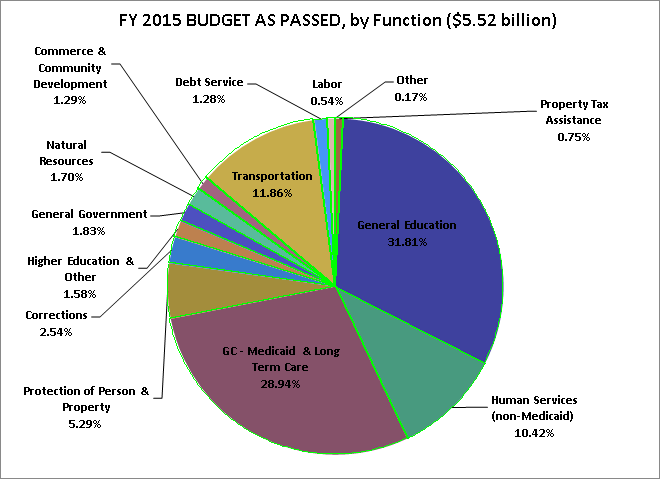 FY 2015 BUDGET AS PASSED, by Function ($5.52 billion)
Commerce &
Community
Development
1.29%
Debt Service
1.28%
Labor
0.54%
Other
0.17%
Property Tax
Assistance
0.75%
Natural
Resources
1.70%
Transportation
11.86%
General Education
31.81%
General Government
1.83%
Higher Education &
Other
1.58%
Corrections
2.54%
GC - Medicaid & Long
Term Care
28.94%
Protection of Person &
Property
5.29%
Human Services
(non-Medicaid)
10.42%